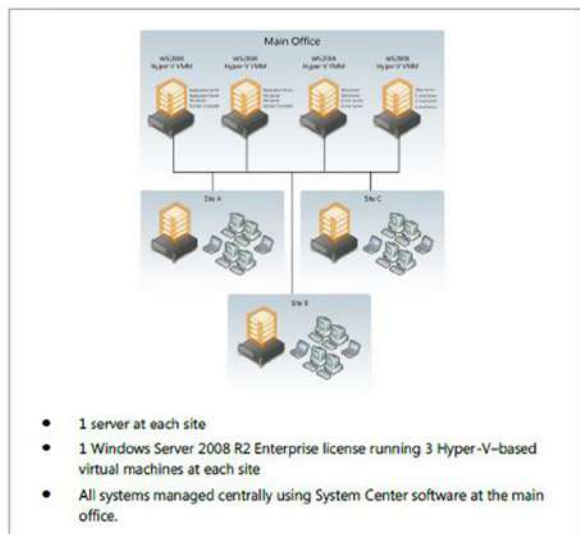 Main Office
WS2008 WS2008 WS2008 WS2008
Hyper-V VMM Hyper-V VMM Hyper-V VMM Hyper-V VMM
Site A
Site C
Site B
• 1 server at each site
• 1 Windows Server 2008 R2 Enterprise license running 3 Hyper-V–based
virtual machines at each site
• All systems managed centrally using System Center software at the main
office.